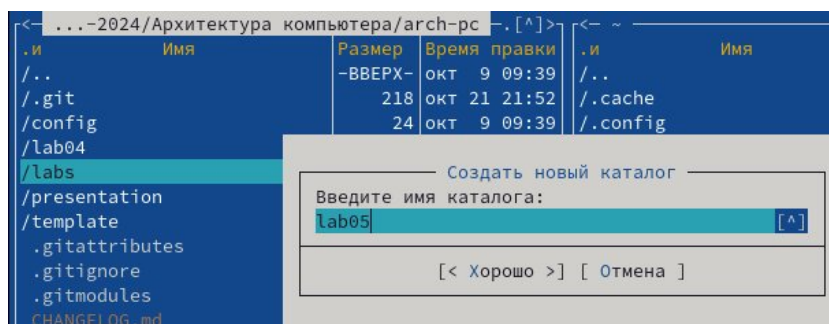 <- ...-2024/Архитектура компьютера/arch-pc -.[^]> <- ~
.и Имя Размер Время правки .и Имя
/.. -ВВЕРХ- окт 9 09:39 /..
/.git 218 окт 21 21:52 /.cache
/config 24 окт 9 09:39 /.config
/lab04
/labs Создать новый каталог
/presentation Введите имя каталога:
/template lab05 [^]
.gitattributes
.gitignore [< Хорошо >] [ Отмена ]
.gitmodules
CHANGELOG.md